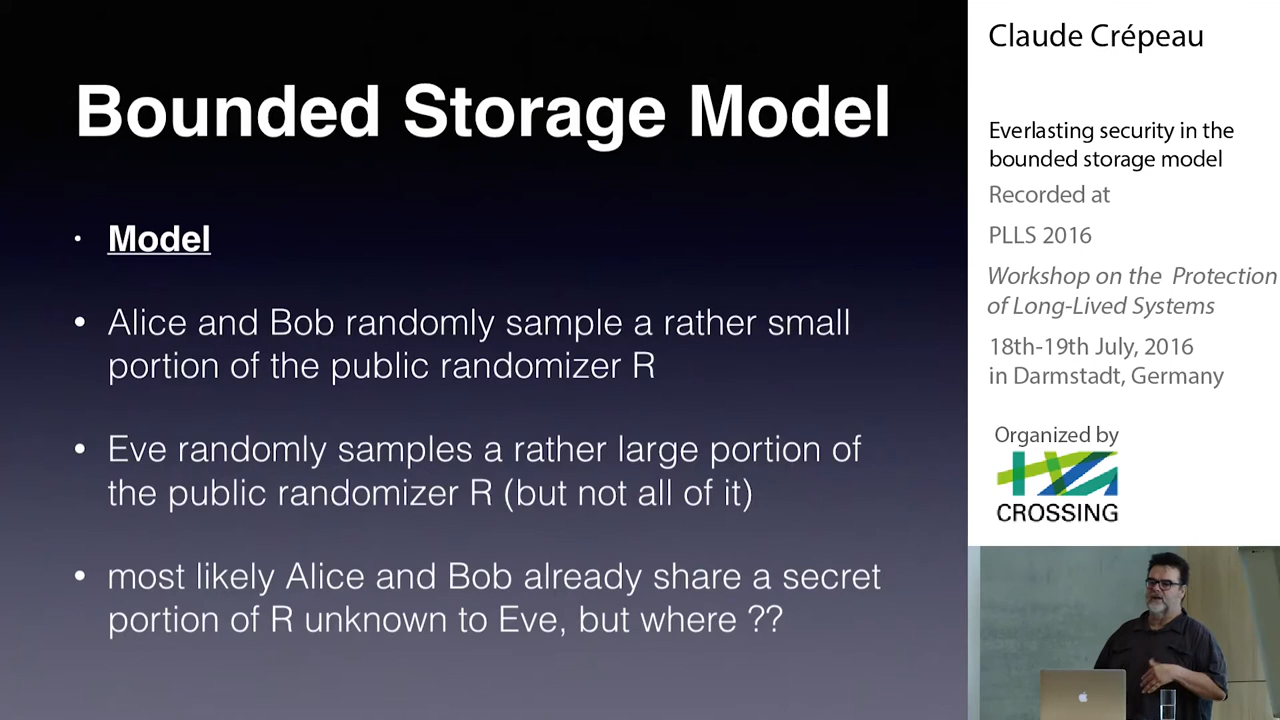 Bounded Storage Model
• Model
• Alice and Bob randomly sample a rather small
portion of the public randomizer R
• Eve randomly samples a rather large portion of
the public randomizer R (but not all of it)
• most likely Alice and Bob already share a secret
portion of R unknown to Eve, but where ??
Claude Crépeau
Everlasting security in the
bounded storage model
Recorded at
PLLS 2016
Workshop on the Protection
of Long-Lived Systems
18th-19th July, 2016
in Darmstadt, Germany
Organized by
CROSSING